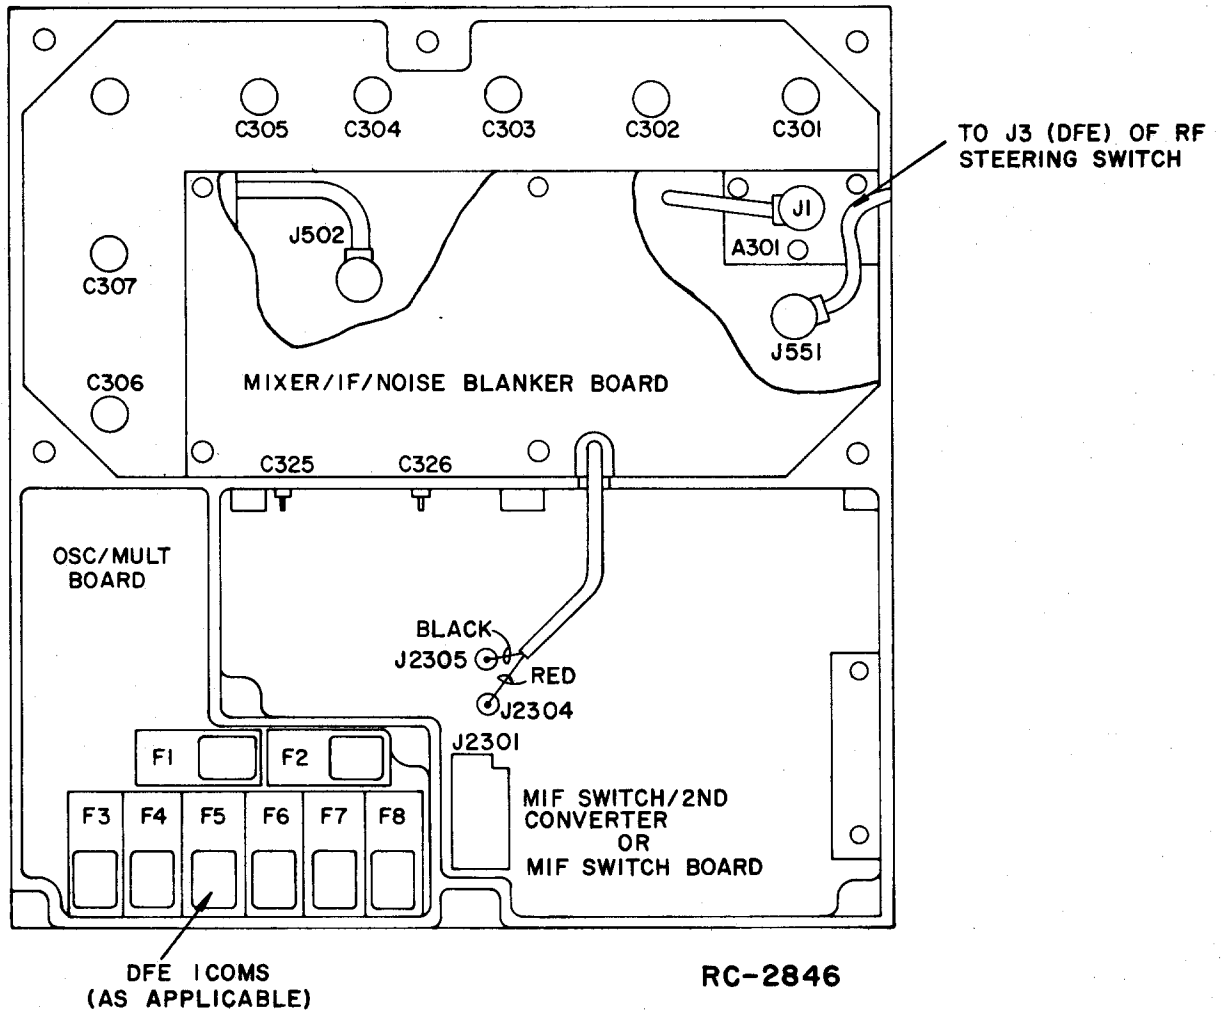 C305
C304
C303
C302
C301
TO J3 (DFE) OF RF
STEERING SWITCH
J1
A301
J502
C307
J551
C306
MIXER/IF/NOISE BLANKER BOARD
C325
C326
OSC/MULT
BOARD
BLACK
J2305
RED
J2304
J2301
F1
F2
F3
F4
F5
F6
F7
F8
MIF SWITCH/2ND
CONVERTER
OR
MIF SWITCH BOARD
DFE ICOMS
(AS APPLICABLE)
RC-2846